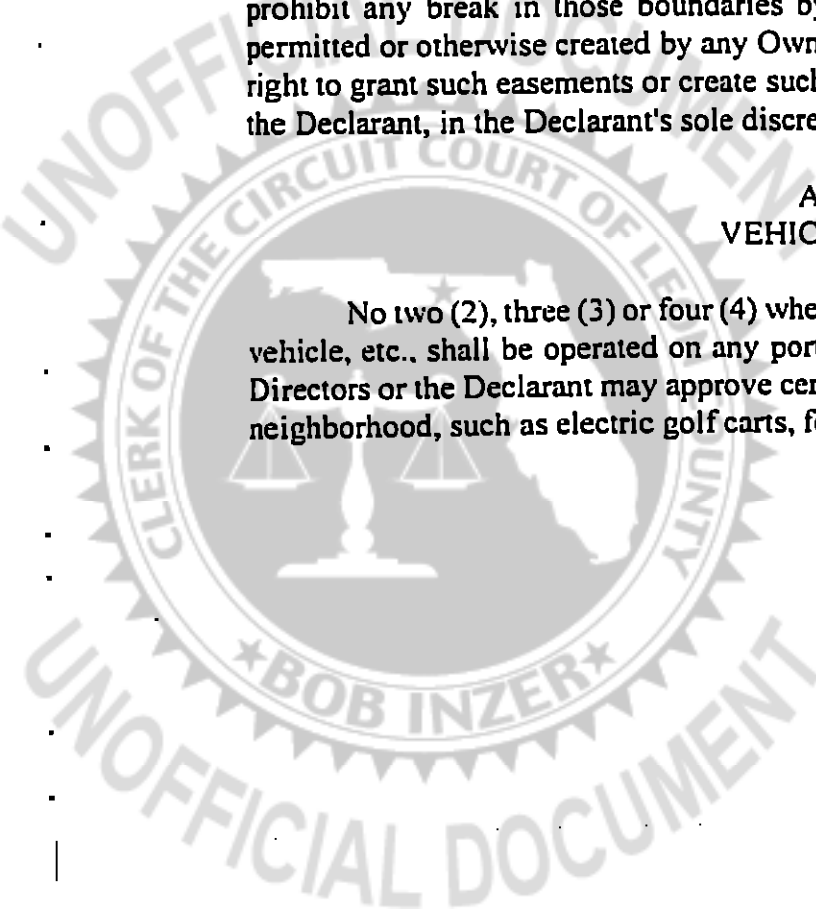 prohibit any break in those boundaries by
permitted or otherwise created by any Own
right to grant such easements or create such
the Declarant, in the Declarant's sole discre
A
VEHIC
No two (2), three (3) or four (4) whe
vehicle, etc., shall be operated on any por
Directors or the Declarant may approve cer
neighborhood, such as electric golf carts, f
UNOFFICIAL DOCUMENT
CLERK OF THE CIRCUIT COURT OF LEON COUNTY
BOB INZER
UNOFFICIAL DOCUMENT